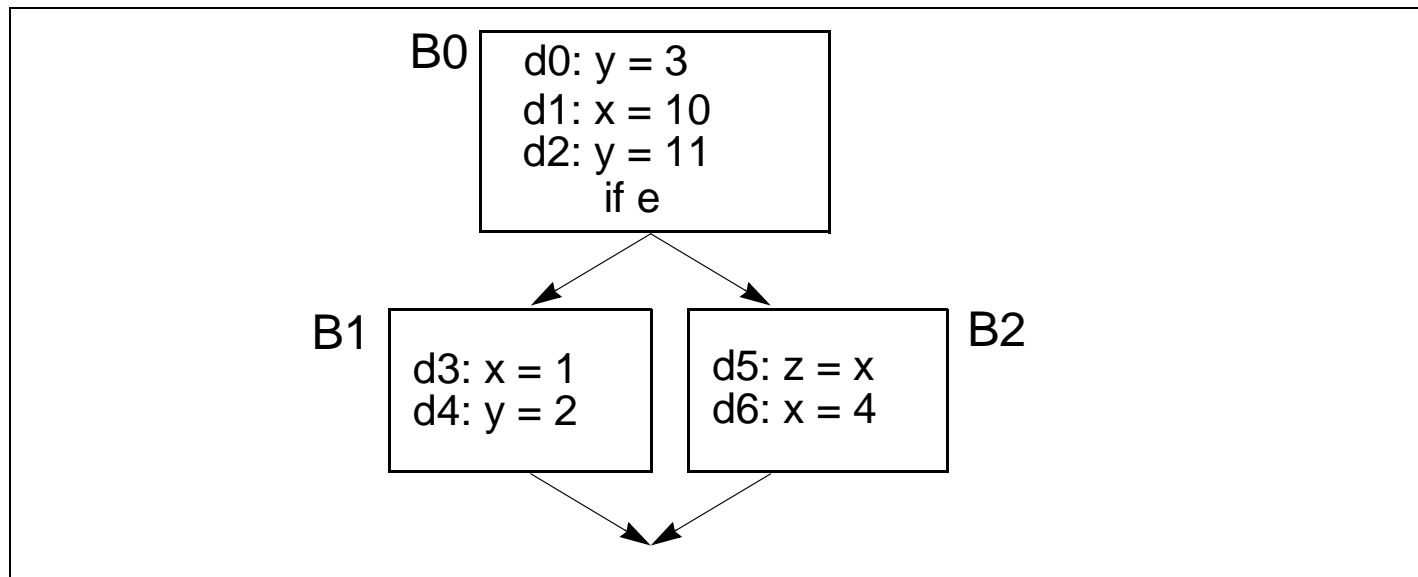 B0
d0: y = 3
d1: x = 10
d2: y = 11
if e
B1
d3: x = 1
d4: y = 2
B2
d5: z = x
d6: x = 4